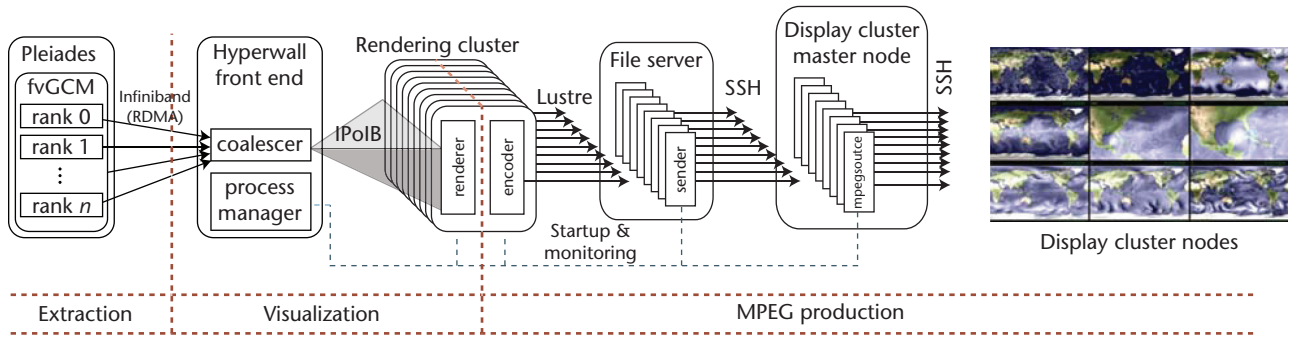 Pleiades
fvGCM
rank 0
rank 1
⋮
rank n
Infiniband
(RDMA)
Hyperwall
front end
coalescer
process
manager
Rendering cluster
IPoIB
renderer
encoder
Lustre
File server
sender
SSH
Display cluster
master node
mpegsoutce
SSH
Startup &
monitoring
Display cluster nodes
Extraction
Visualization
MPEG production